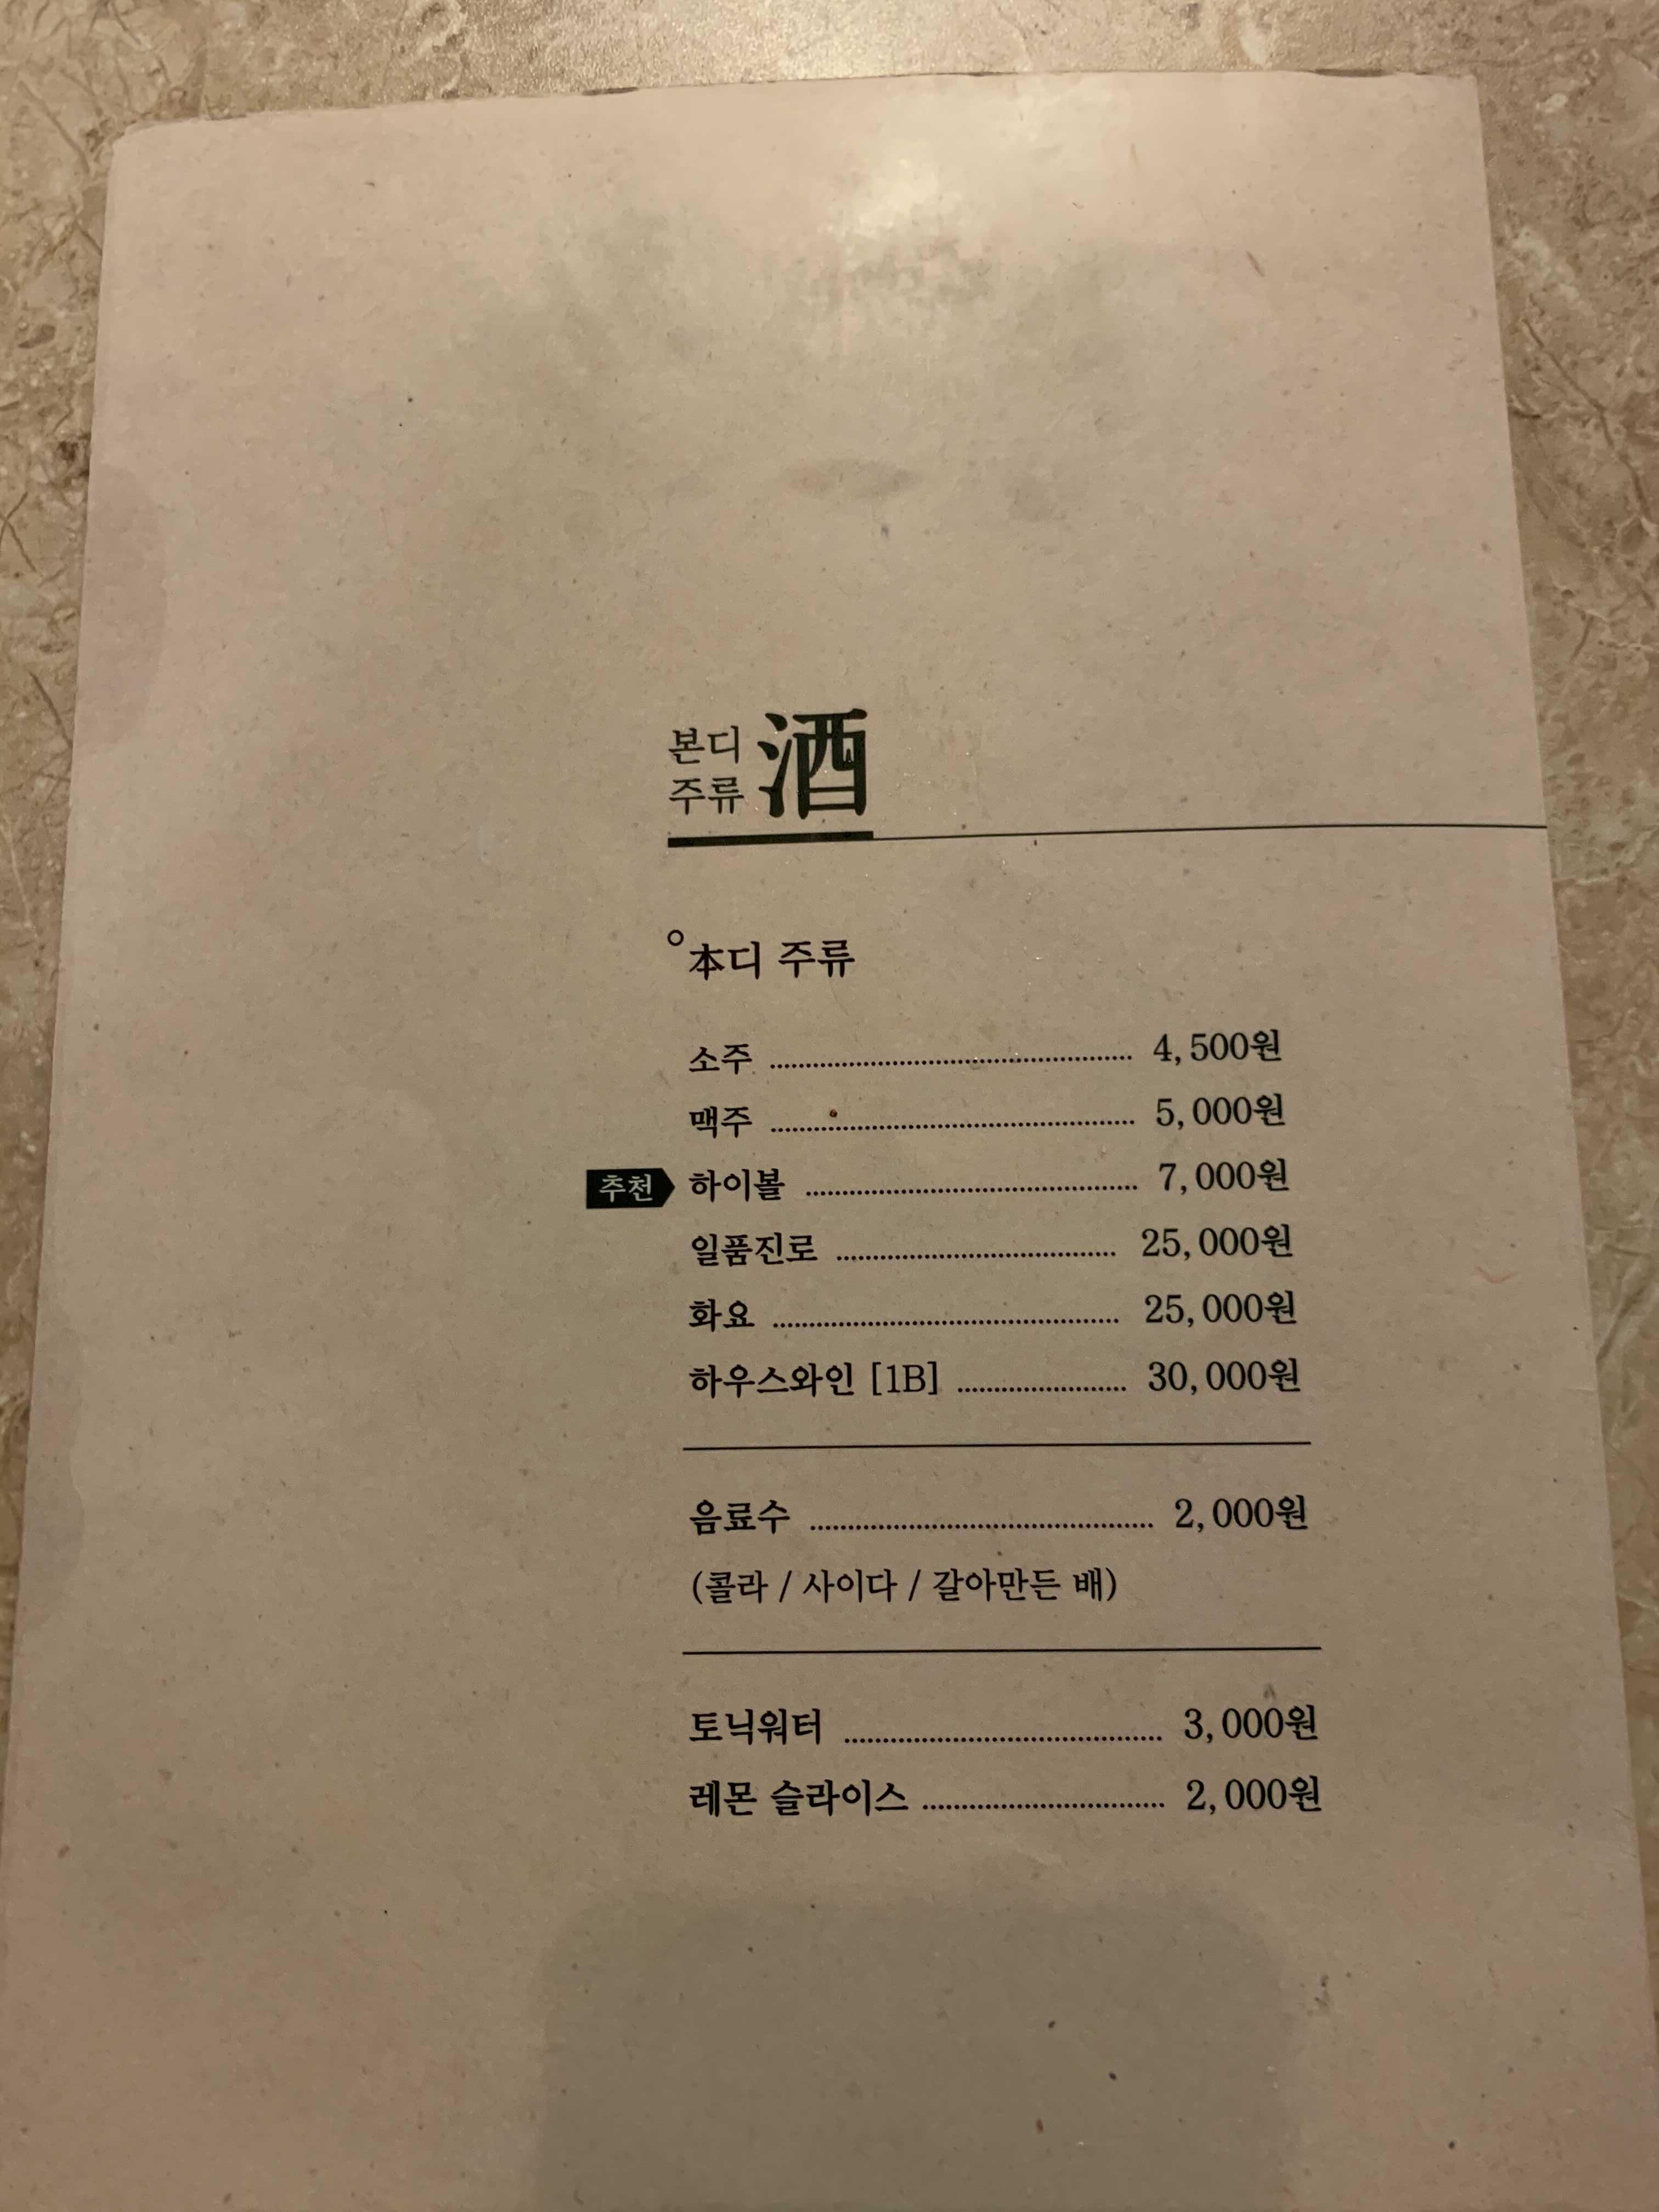 본디
주류 酒
本디 주류
소주 4,500원
맥주 5,000원
추천 하이볼 7,000원
일품진로 25,000원
화요 25,000원
하우스와인 [1B] 30,000원
음료수 2,000원
(콜라 / 사이다 / 갈아만든 배)
토닉워터 3,000원
레몬 슬라이스 2,000원